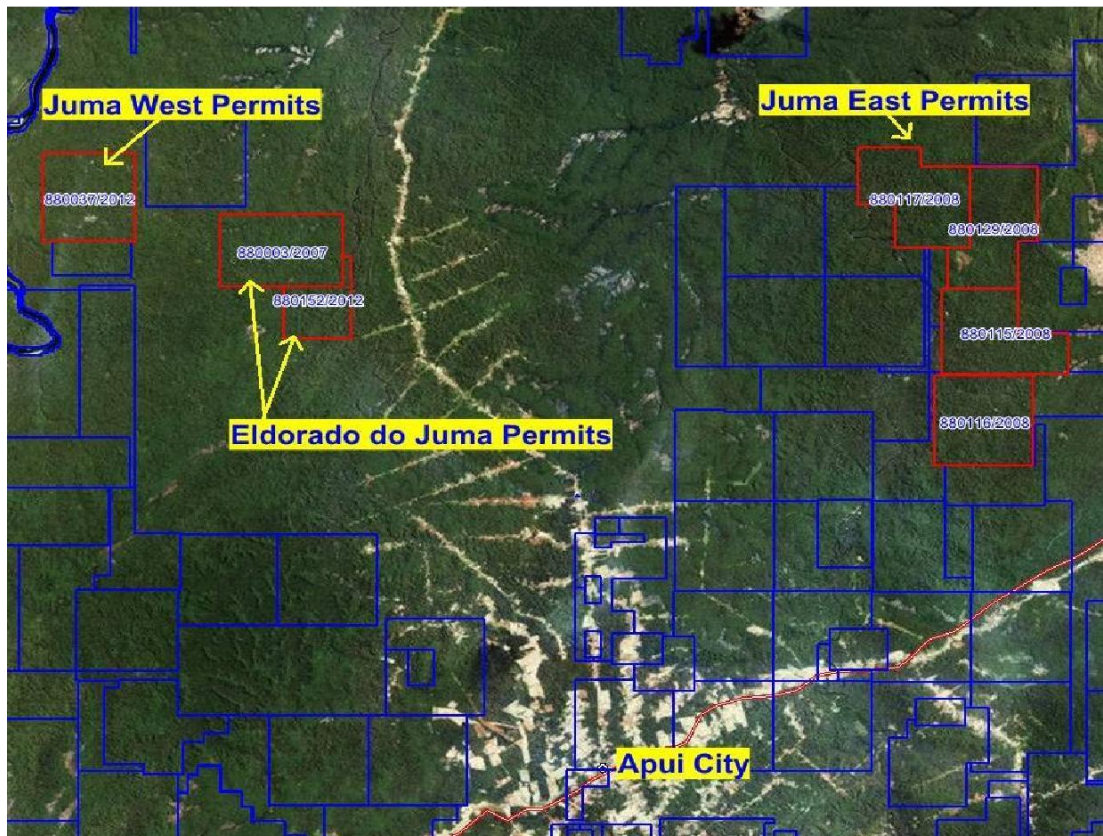 Juma West Permits
Juma East Permits
880037/2012
880117/2008
880129/2008
880003/2007
880152/2012
880115/2008
Eldorado do Juma Permits
880116/2008
Apui City